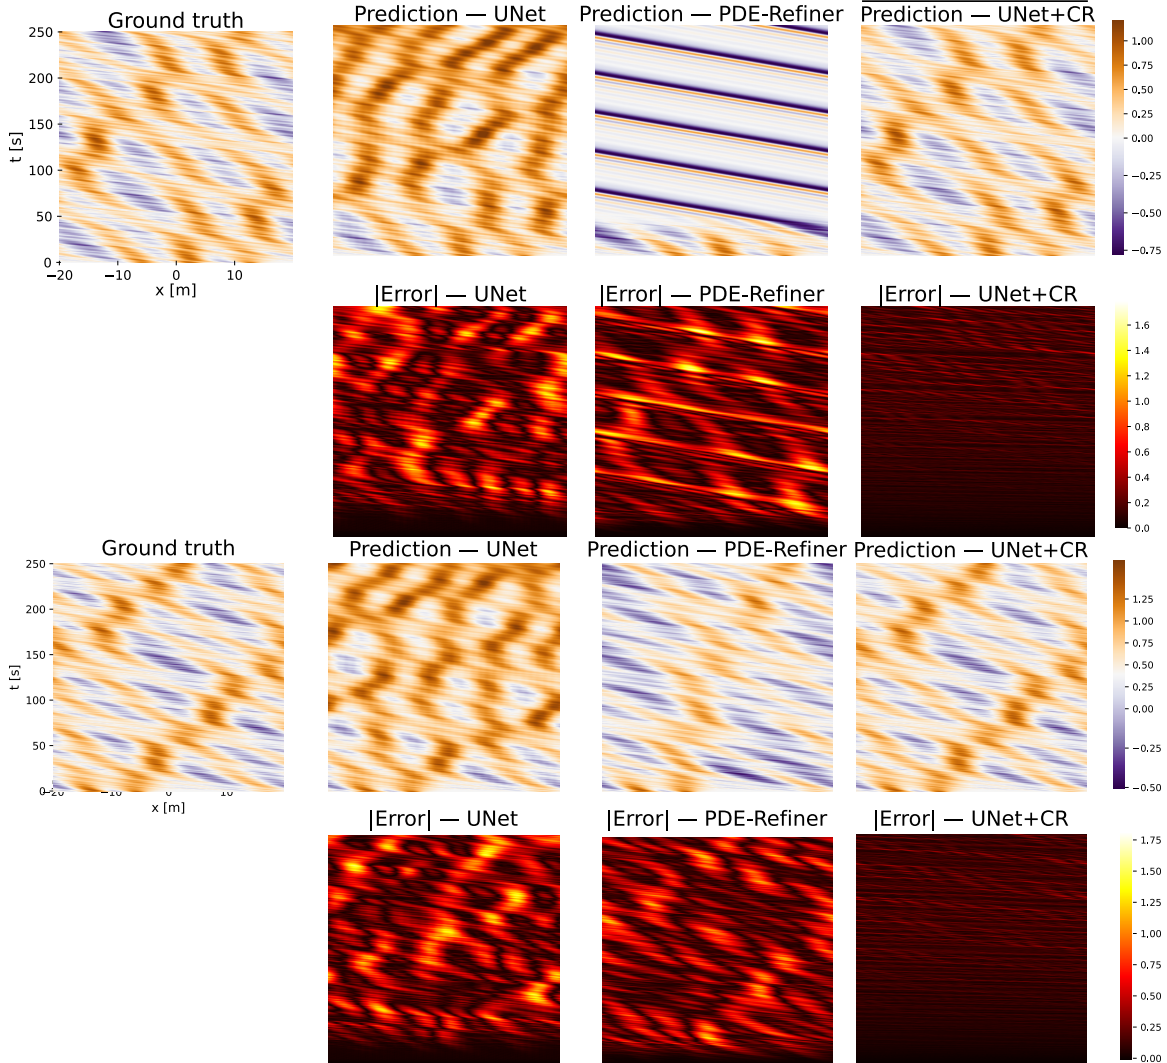 Ground truth
Prediction — UNet
Prediction — PDE-Refiner
Prediction — UNet+CR
250
200
150
100
50
0
t [s]
−20
−10
0
10
x [m]
1.00
0.75
0.50
0.25
0.00
−0.25
−0.50
−0.75
|Error| — UNet
|Error| — PDE-Refiner
|Error| — UNet+CR
1.6
1.4
1.2
1.0
0.8
0.6
0.4
0.2
0.0
Ground truth
Prediction — UNet
Prediction — PDE-Refiner
Prediction — UNet+CR
250
200
150
100
50
0
t [s]
−20
−10
0
10
x [m]
1.25
1.00
0.75
0.50
0.25
0.00
−0.25
−0.50
|Error| — UNet
|Error| — PDE-Refiner
|Error| — UNet+CR
1.75
1.50
1.25
1.00
0.75
0.50
0.25
0.00